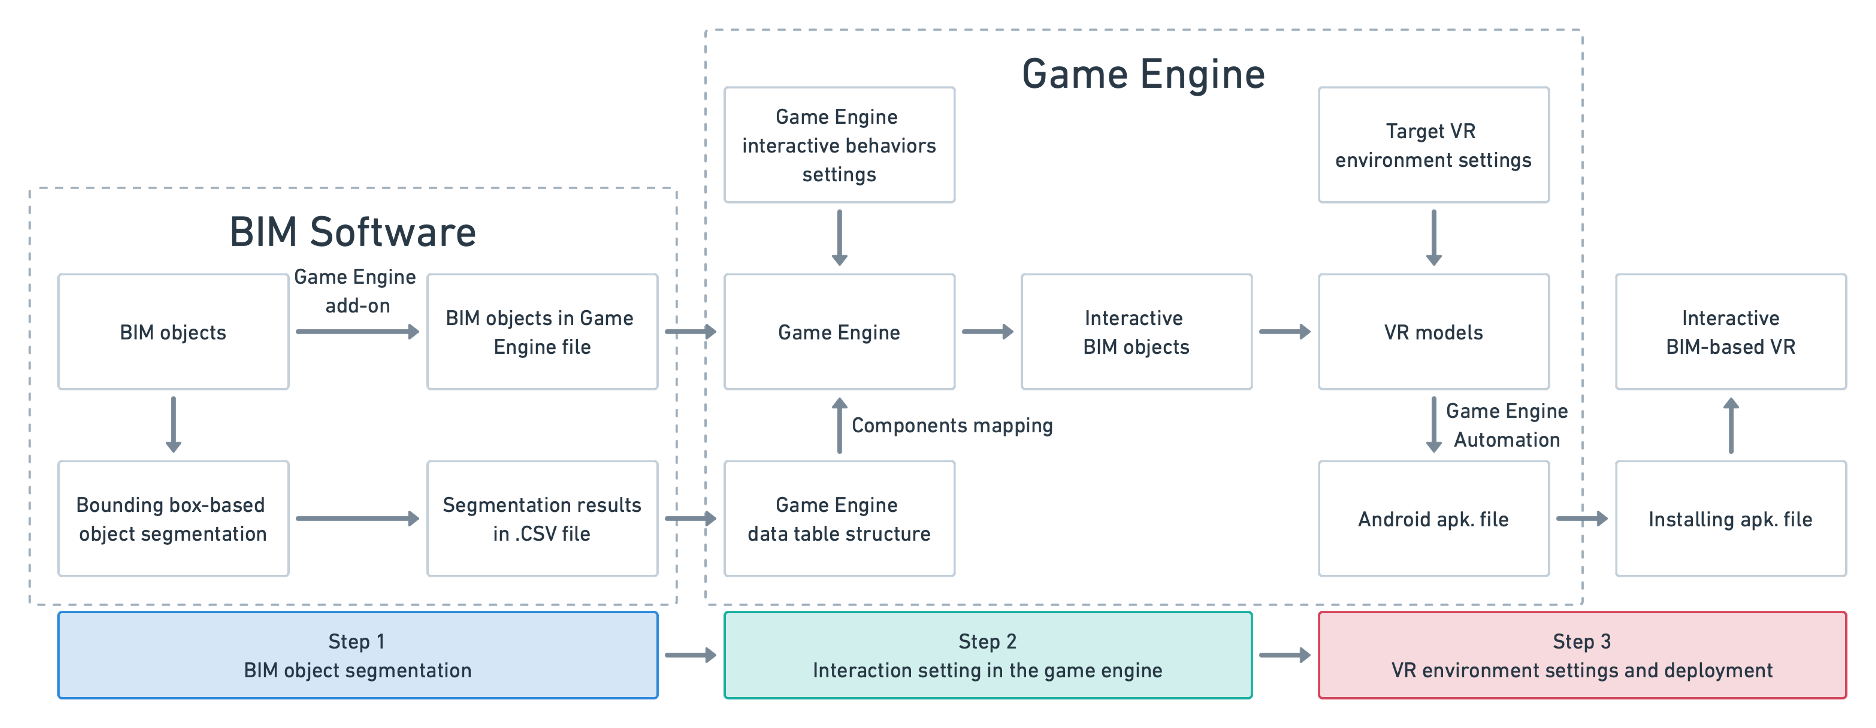 Game Engine
Game Engine
interactive behaviors
settings
Target VR
environment settings
BIM Software
BIM objects
Game Engine
add-on
BIM objects in Game
Engine file
Game Engine
Interactive
BIM objects
VR models
Interactive
BIM-based VR
Components mapping
Game Engine
Automation
Bounding box-based
object segmentation
Segmentation results
in .CSV file
Game Engine
data table structure
Android apk. file
Installing apk. file
Step 1
BIM object segmentation
Step 2
Interaction setting in the game engine
Step 3
VR environment settings and deployment